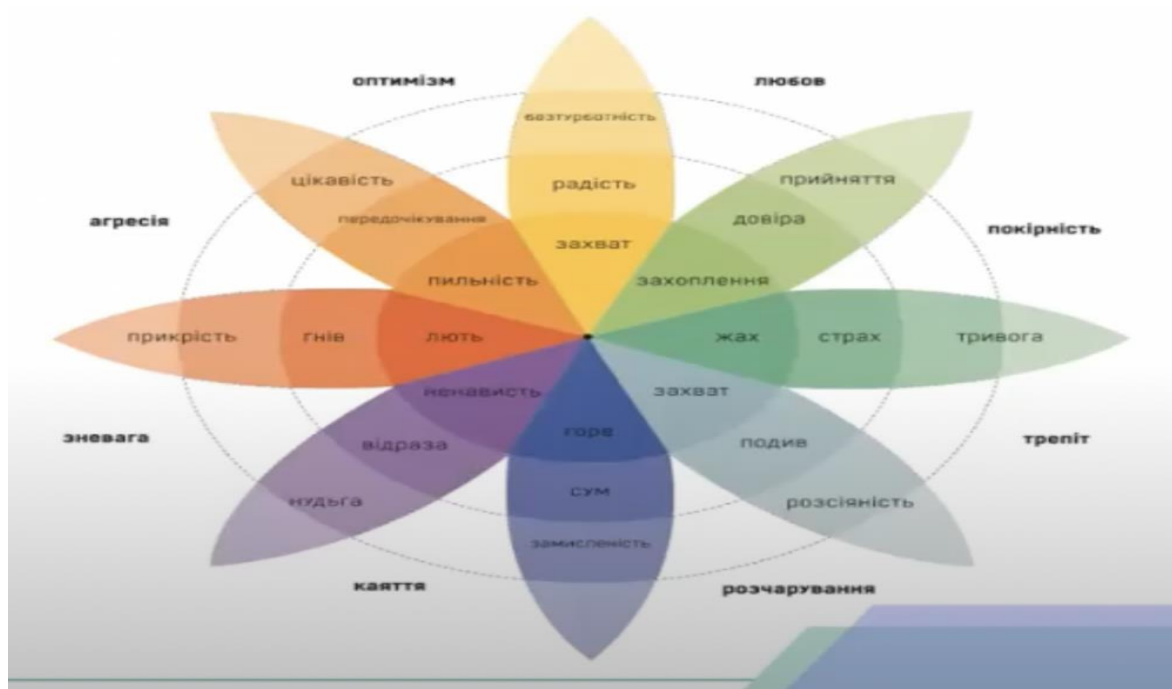 оптимізм
любов
безтурботність
цікавість
радість
прийняття
передочікування
довіра
агресія
покірність
захват
пильність
захоплення
прикрість
гнів
лють
жах
страх
тривога
ненависть
захват
зневага
відраза
горе
подив
трепіт
нудьга
сум
розсіяність
замисленість
каяття
розчарування